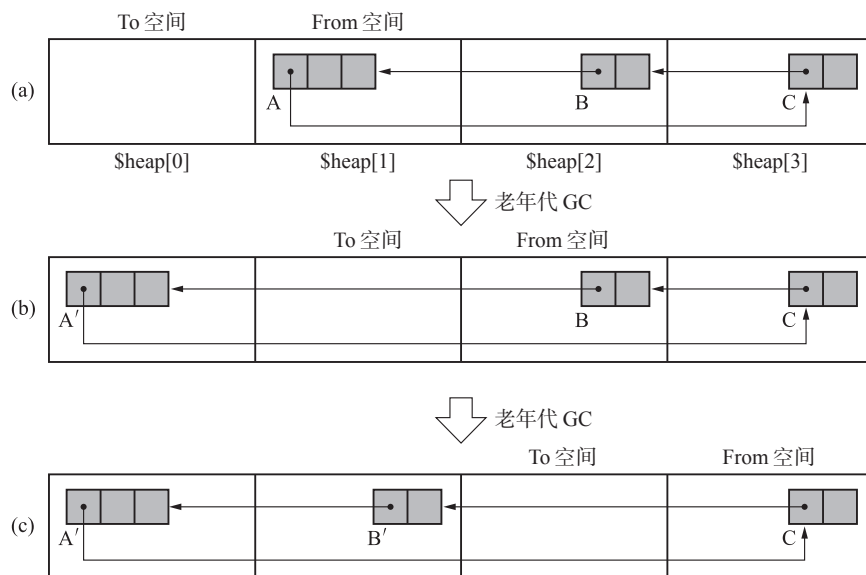 To 空间 From 空间
(a)
A B C
$heap[0] $heap[1] $heap[2] $heap[3]
老年代 GC
To 空间 From 空间
(b)
A′ B C
老年代 GC
To 空间 From 空间
(c)
A′ B′ C